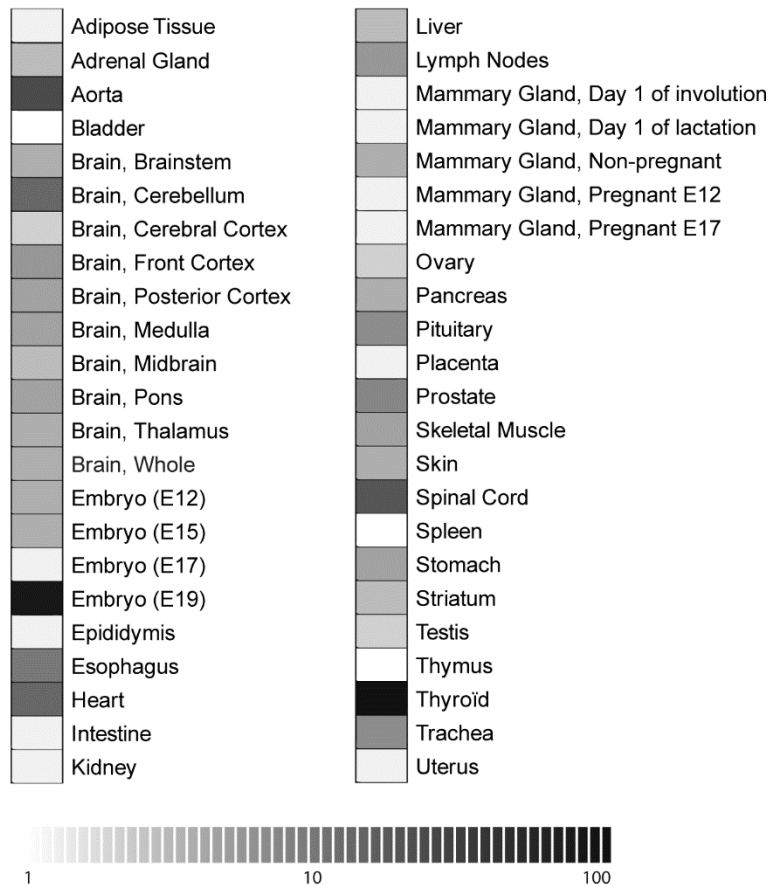 Adipose Tissue
Adrenal Gland
Aorta
Bladder
Brain, Brainstem
Brain, Cerebellum
Brain, Cerebral Cortex
Brain, Front Cortex
Brain, Posterior Cortex
Brain, Medulla
Brain, Midbrain
Brain, Pons
Brain, Thalamus
Brain, Whole
Embryo (E12)
Embryo (E15)
Embryo (E17)
Embryo (E19)
Epididymis
Esophagus
Heart
Intestine
Kidney
Liver
Lymph Nodes
Mammary Gland, Day 1 of involution
Mammary Gland, Day 1 of lactation
Mammary Gland, Non-pregnant
Mammary Gland, Pregnant E12
Mammary Gland, Pregnant E17
Ovary
Pancreas
Pituitary
Placenta
Prostate
Skeletal Muscle
Skin
Spinal Cord
Spleen
Stomach
Striatum
Testis
Thymus
Thyroïd
Trachea
Uterus
1 10 100